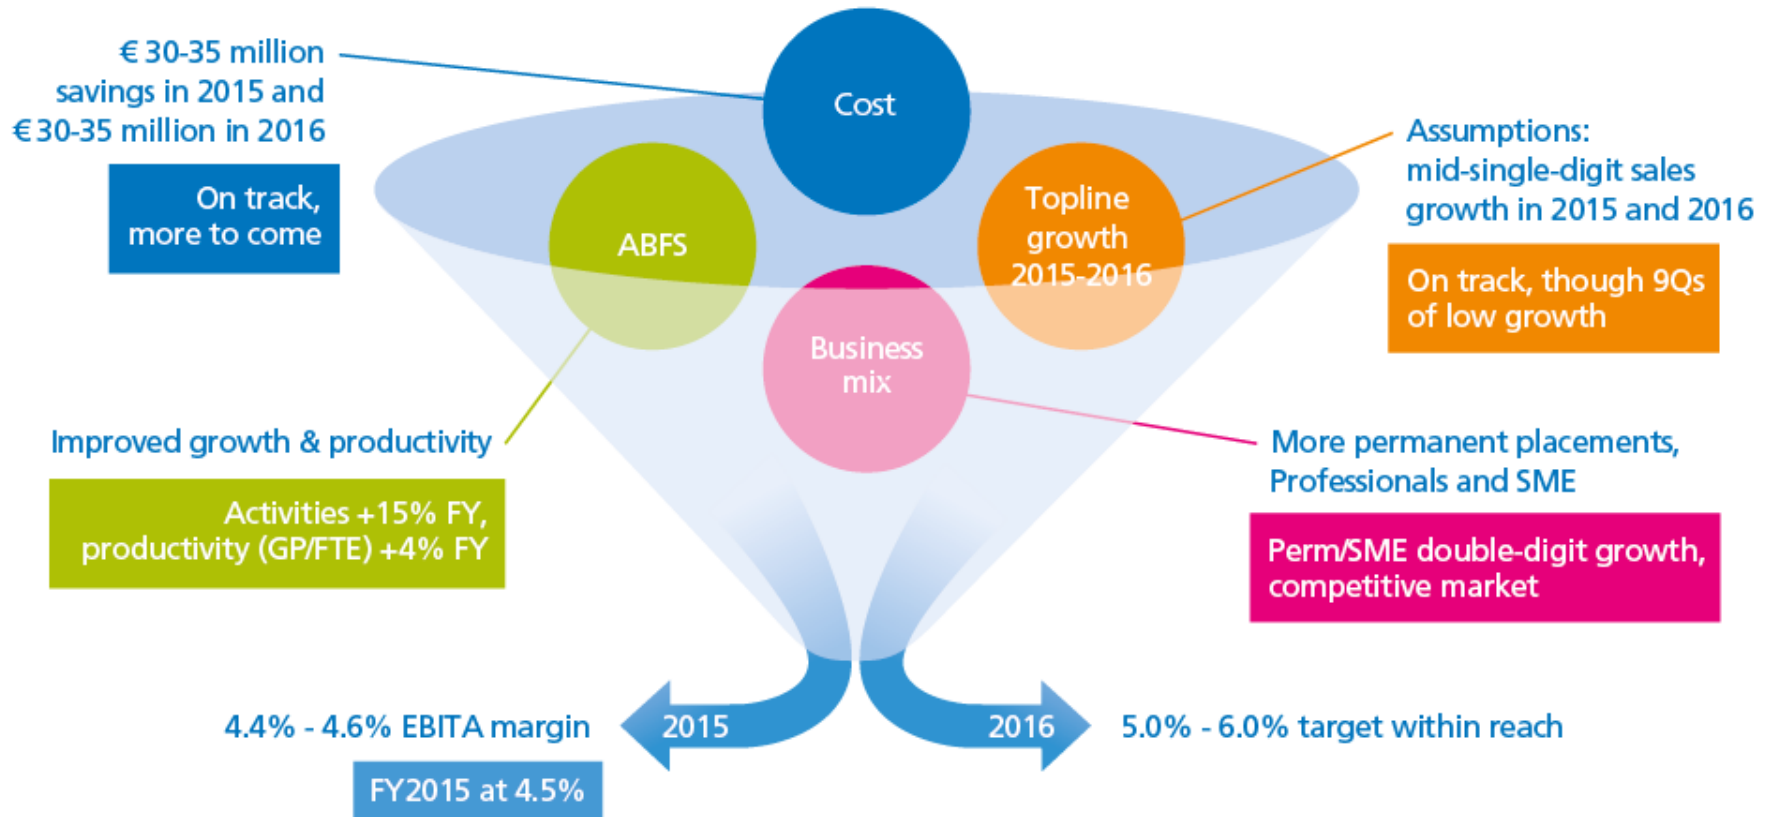 € 30-35 million
savings in 2015 and
€ 30-35 million in 2016
On track,
more to come
Cost
ABFS
Topline
growth
2015-2016
Business
mix
Assumptions:
mid-single-digit sales
growth in 2015 and 2016
On track, though 9Qs
of low growth
Improved growth & productivity
Activities +15% FY,
productivity (GP/FTE) +4% FY
More permanent placements,
Professionals and SME
Perm/SME double-digit growth,
competitive market
4.4% - 4.6% EBITA margin
2015
2016
5.0% - 6.0% target within reach
FY2015 at 4.5%